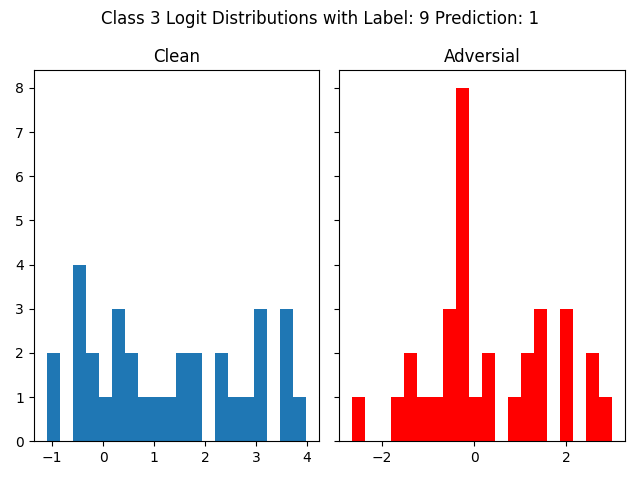 Class 3 Logit Distributions with Label: 9 Prediction: 1
Clean
Adversial
8
7
6
5
4
3
2
1
0
−1 0 1 2 3 4
−2 0 2